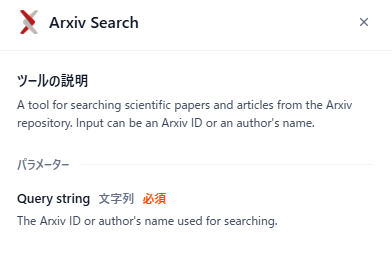 Arxiv Search
ツールの説明
A tool for searching scientific papers and articles from the Arxiv
repository. Input can be an Arxiv ID or an author's name.
パラメーター
Query string 文字列 必須
The Arxiv ID or author's name used for searching.